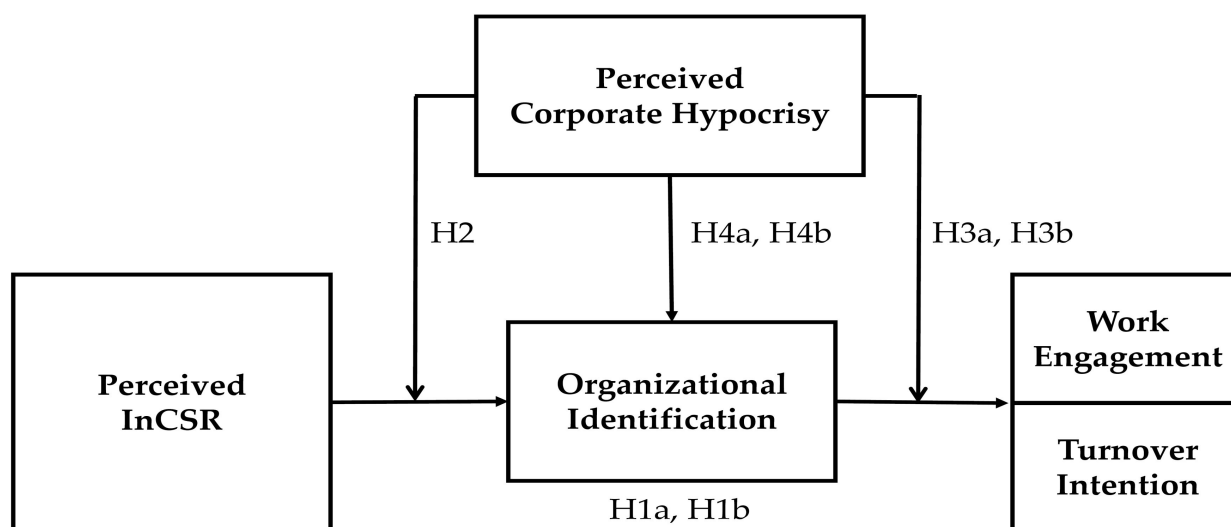 Perceived
Corporate Hypocrisy
H2
H4a, H4b
H3a, H3b
Perceived
InCSR
Organizational
Identification
Work
Engagement
Turnover
Intention
H1a, H1b